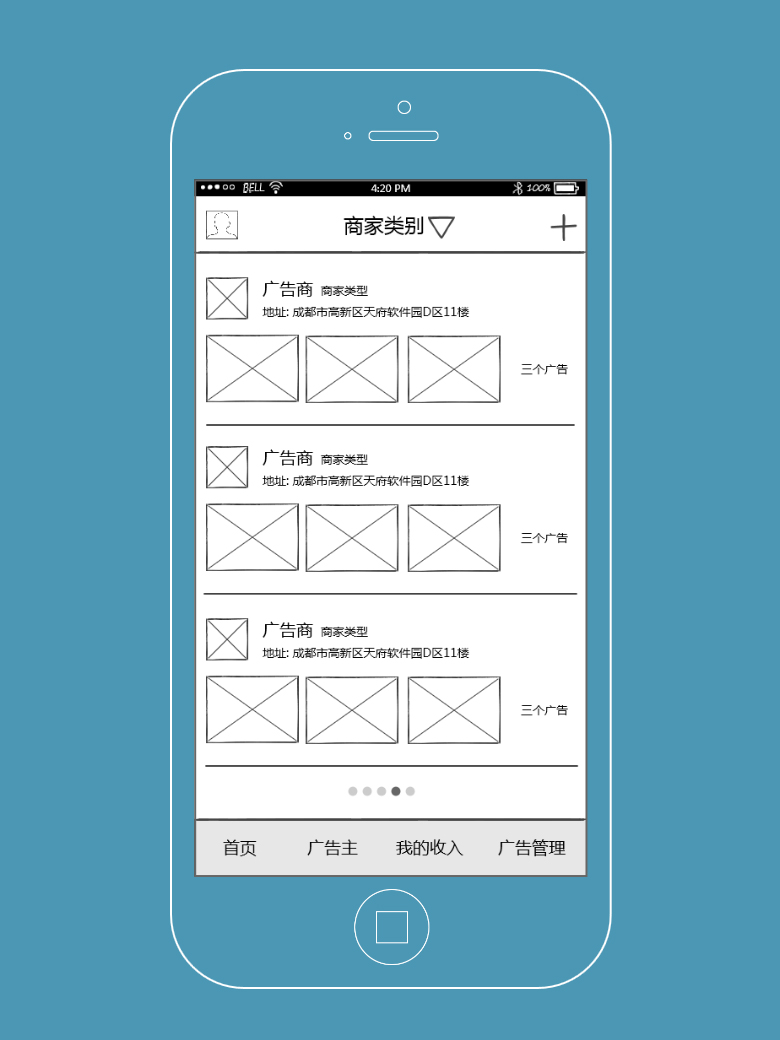 BELL 4:20 PM 100%
商家类别
广告商 商家类型
地址: 成都市高新区天府软件园D区11楼
三个广告
广告商 商家类型
地址: 成都市高新区天府软件园D区11楼
三个广告
广告商 商家类型
地址: 成都市高新区天府软件园D区11楼
三个广告
首页 广告主 我的收入 广告管理